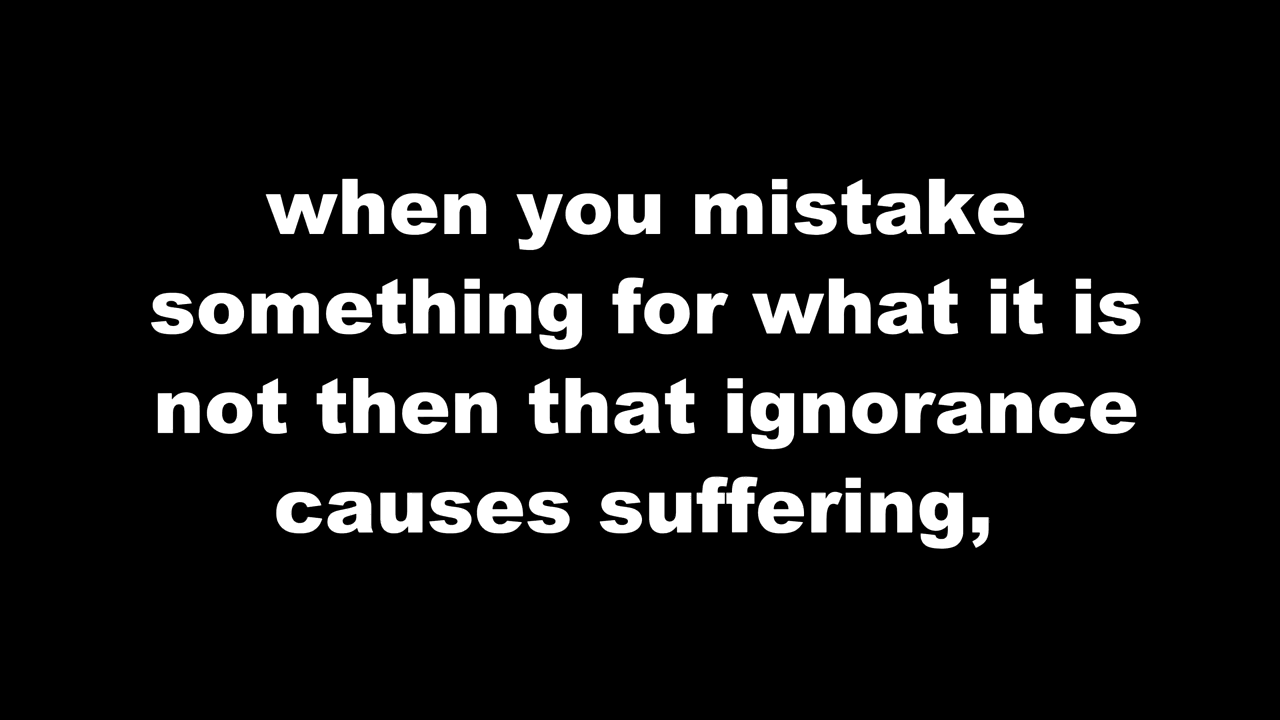 when you mistake
something for what it is
not then that ignorance
causes suffering,